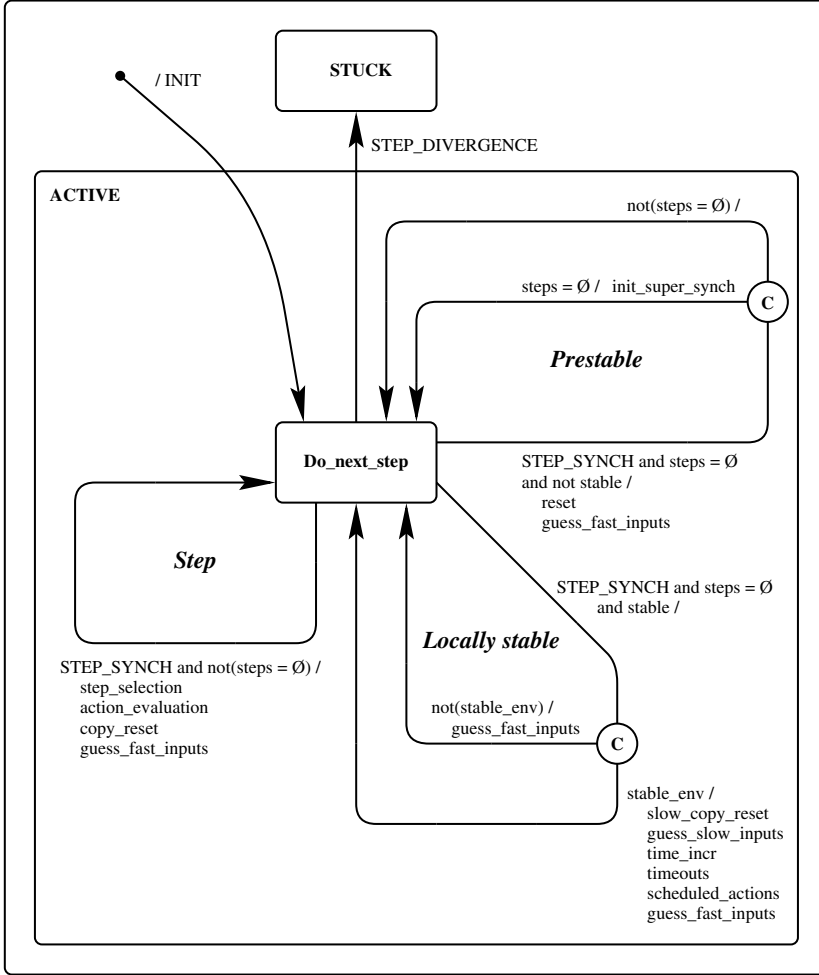 STUCK
/ INIT
STEP_DIVERGENCE
ACTIVE
not(steps = Ø) /
steps = Ø / init_super_synch
C
Prestable
Do_next_step
STEP_SYNCH and steps = Ø
and not stable /
reset
guess_fast_inputs
Step
STEP_SYNCH and steps = Ø
and stable /
Locally stable
STEP_SYNCH and not(steps = Ø) /
step_selection
action_evaluation
copy_reset
guess_fast_inputs
not(stable_env) /
guess_fast_inputs
C
stable_env /
slow_copy_reset
guess_slow_inputs
time_incr
timeouts
scheduled_actions
guess_fast_inputs